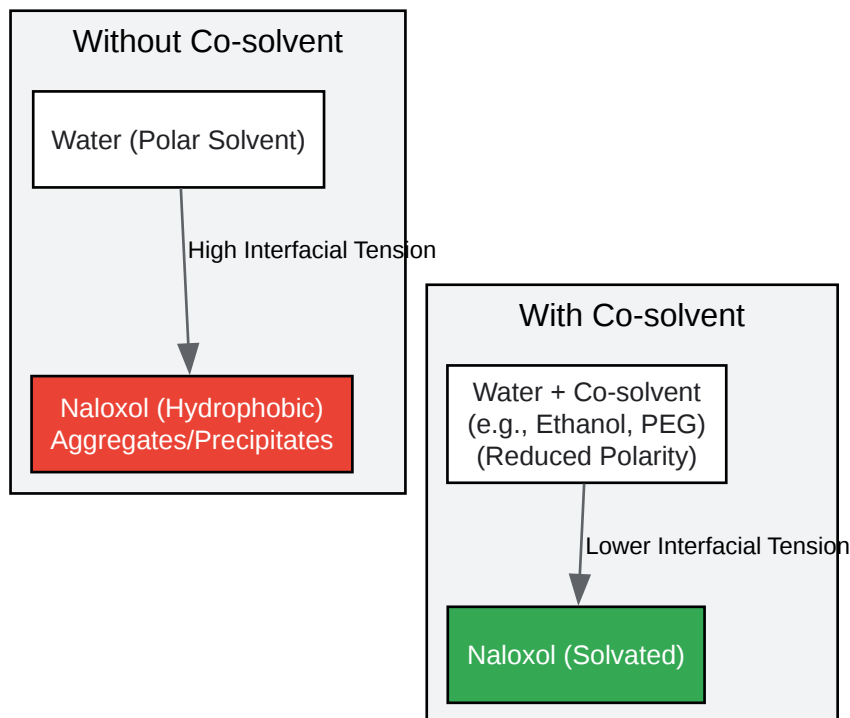 Without Co-solvent
Water (Polar Solvent)
High Interfacial Tension
Naloxol (Hydrophobic)
Aggregates/Precipitates
With Co-solvent
Water + Co-solvent
(e.g., Ethanol, PEG)
(Reduced Polarity)
Lower Interfacial Tension
Naloxol (Solvated)